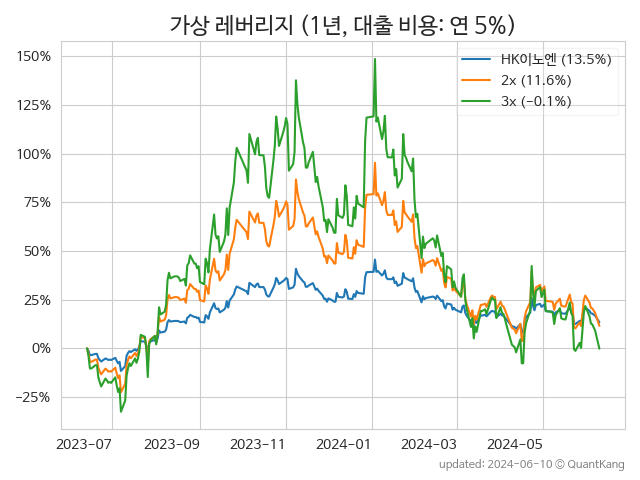 가상 레버리지 (1년, 대출 비용: 연 5%)
150%
125%
100%
75%
50%
25%
0%
−25%
HK이노엔 (13.5%)
2x (11.6%)
3x (−0.1%)
2023-07
2023-09
2023-11
2024-01
2024-03
2024-05
updated: 2024-06-10 © QuantKang